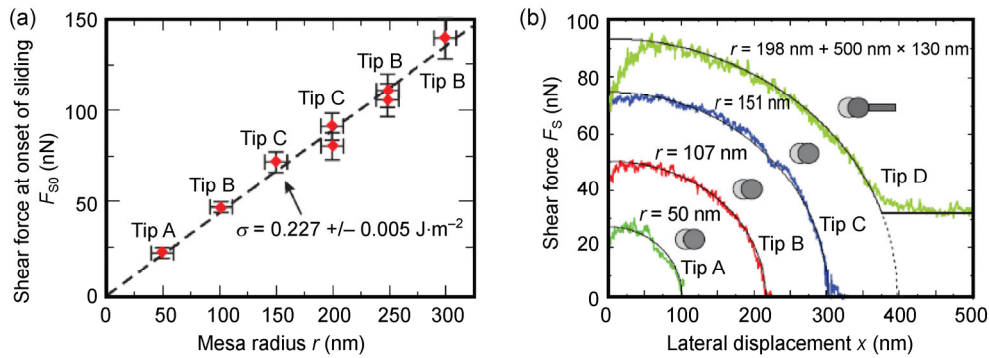 (a)
Shear force at onset of sliding
F_S0 (nN)
150
100
50
0
Tip A
Tip B
Tip C
Tip C
Tip B
Tip B
σ = 0.227 +/– 0.005 J·m⁻²
0 50 100 150 200 250 300
Mesa radius r (nm)
(b)
Shear force F_S (nN)
100
80
60
40
20
0
r = 198 nm + 500 nm × 130 nm
r = 151 nm
r = 107 nm
r = 50 nm
Tip D
Tip C
Tip B
Tip A
0 100 200 300 400 500
Lateral displacement x (nm)